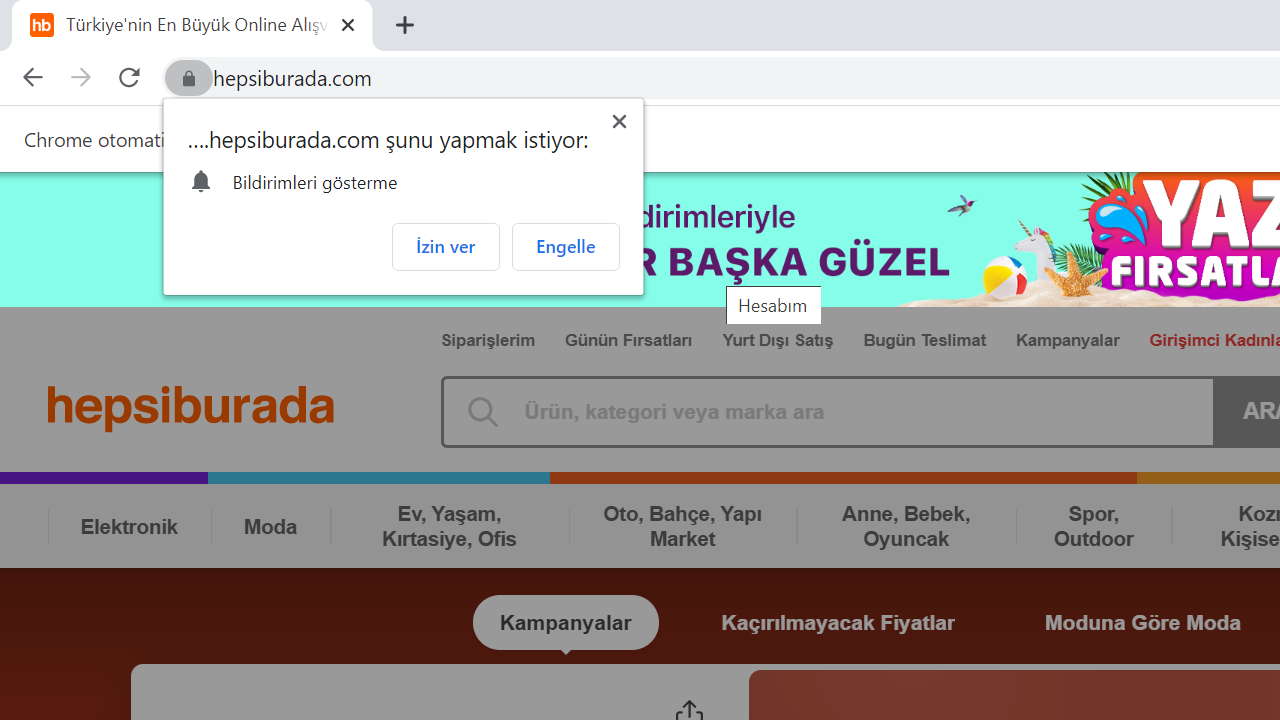 hb Türkiye'nin En Büyük Online Alışv
hepsiburada.com
Chrome otomati
....hepsiburada.com şunu yapmak istiyor:
Bildirimleri gösterme
İzin ver Engelle
dirimleriyle
R BAŞKA GÜZEL
YAZ
FIRSATLA
Hesabım
Siparişlerim Günün Fırsatları Yurt Dışı Satış Bugün Teslimat Kampanyalar Girişimci Kadınla
hepsiburada
Ürün, kategori veya marka ara
ARA
Elektronik
Moda
Ev, Yaşam,
Kırtasiye, Ofis
Oto, Bahçe, Yapı
Market
Anne, Bebek,
Oyuncak
Spor,
Outdoor
Kozm
Kişise
Kampanyalar Kaçırılmayacak Fiyatlar Moduna Göre Moda